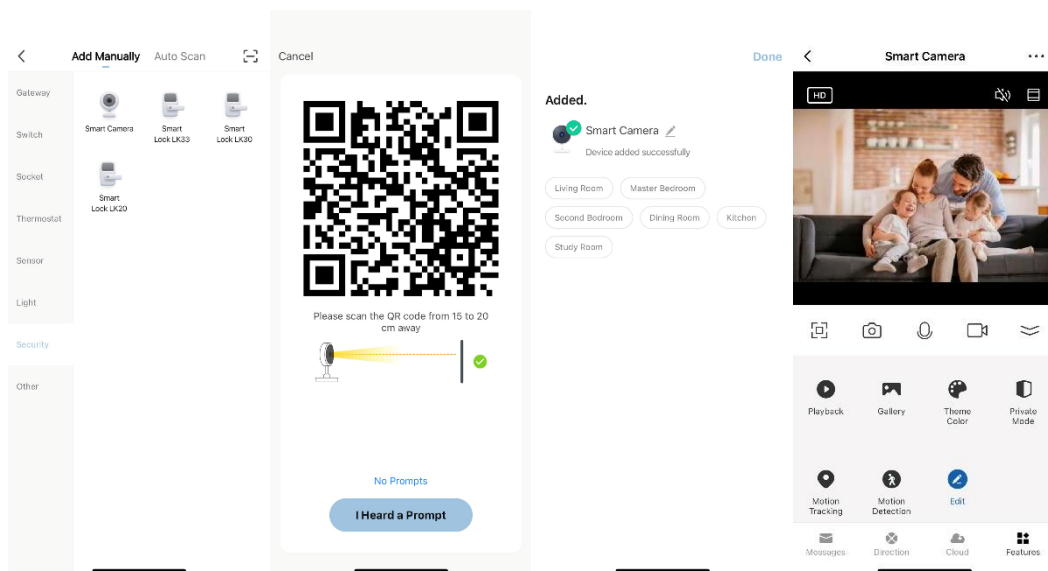 Add Manually Auto Scan
Gateway
Switch
Socket
Thermostat
Sensor
Light
Security
Other
Smart Camera
Smart
Lock LK33
Smart
Lock LK30
Smart
Lock LK20
Cancel
Please scan the QR code from 15 to 20
cm away
No Prompts
I Heard a Prompt
Done
Added.
Smart Camera
Device added successfully
Living Room
Master Bedroom
Second Bedroom
Dining Room
Kitchen
Study Room
Smart Camera
HD
Playback
Gallery
Theme
Color
Private
Mode
Motion
Tracking
Motion
Detection
Edit
Messages
Direction
Cloud
Features